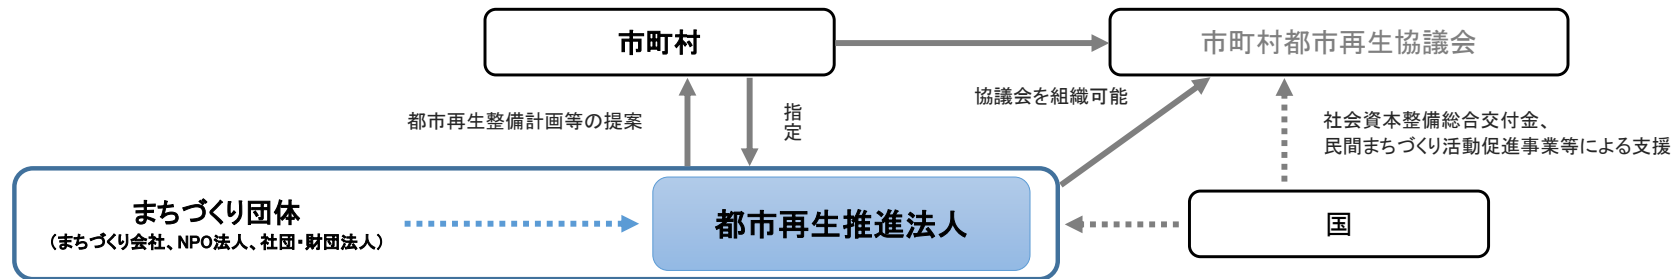 市町村
市町村都市再生協議会
都市再生整備計画等の提案
指定
協議会を組織可能
社会資本整備総合交付金、
民間まちづくり活動促進事業等による支援
まちづくり団体
（まちづくり会社、NPO法人、社団・財団法人）
都市再生推進法人
国